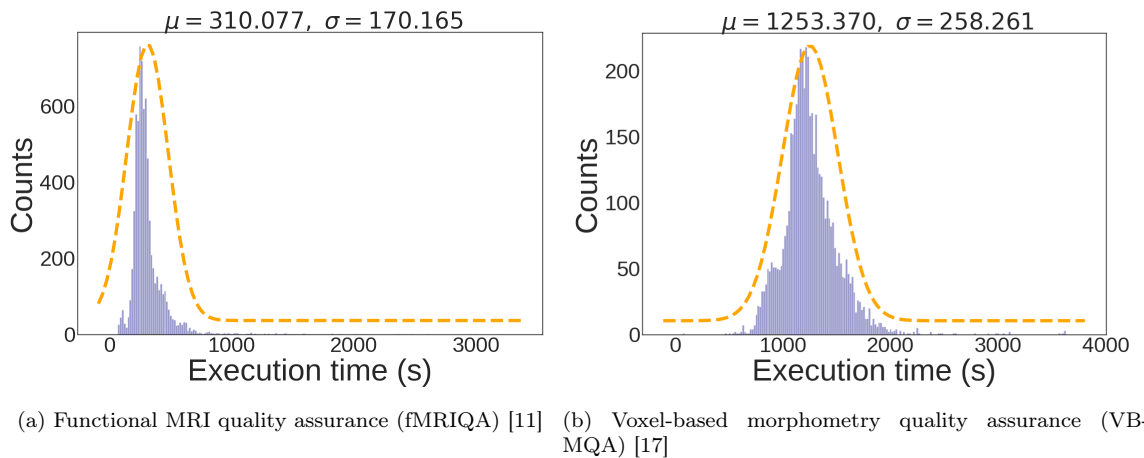 μ = 310.077, σ = 170.165
Counts
600
400
200
0
0
1000
2000
3000
Execution time (s)
(a) Functional MRI quality assurance (fMRIQA) [11]
μ = 1253.370, σ = 258.261
Counts
200
150
100
50
0
0
1000
2000
3000
4000
Execution time (s)
(b) Voxel-based morphometry quality assurance (VB-
MQA) [17]